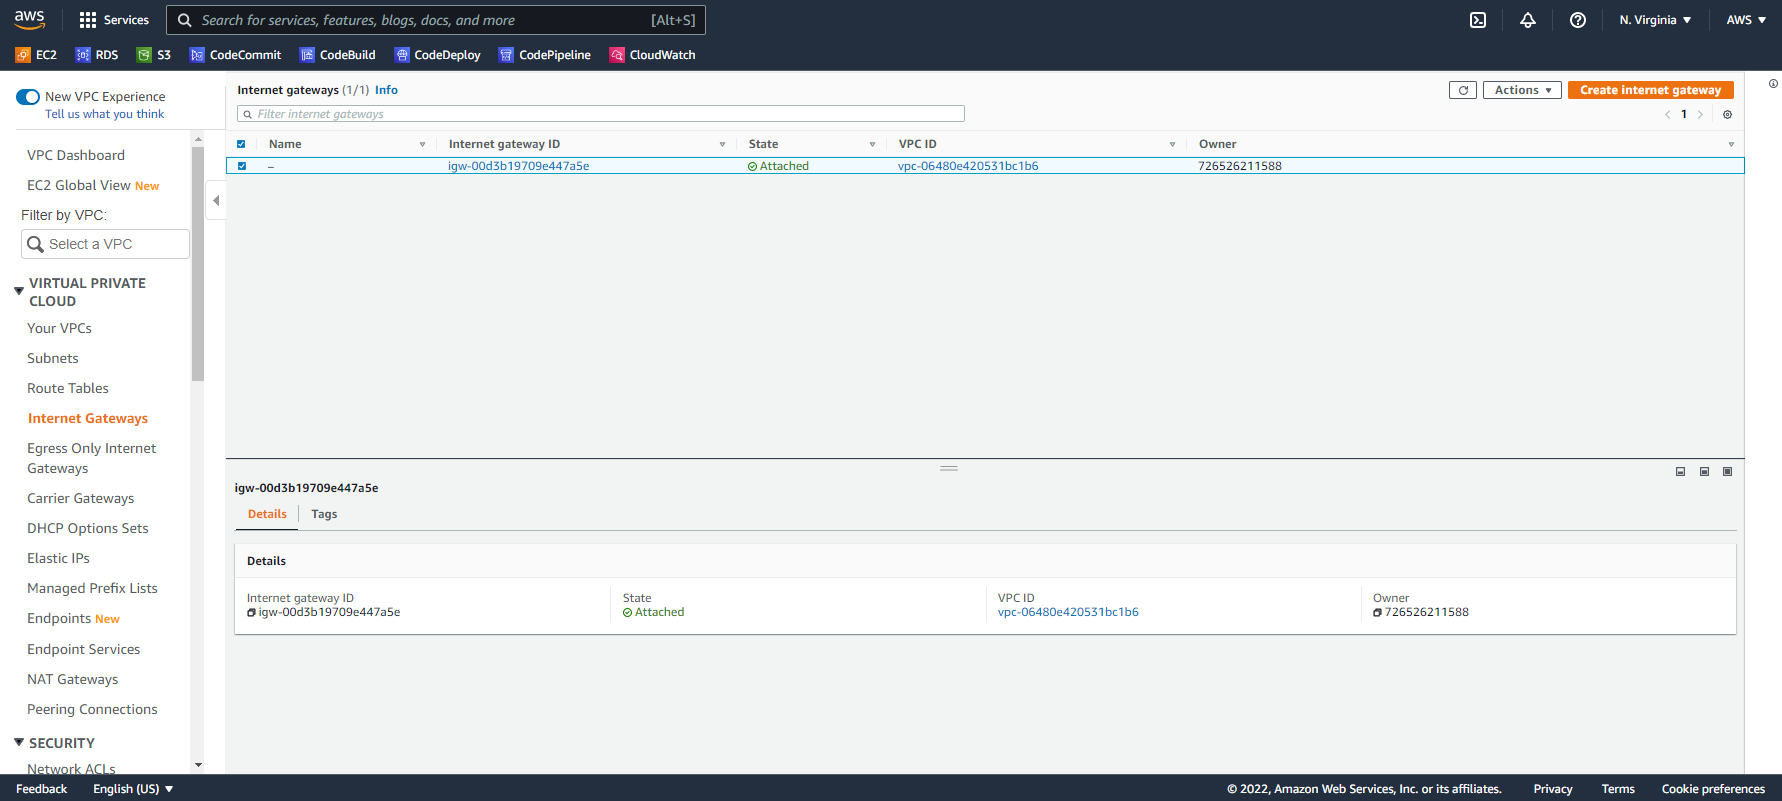 aws
Services
Search for services, features, blogs, docs, and more [Alt+S]
N. Virginia
AWS
EC2 RDS S3 CodeCommit CodeBuild CodeDeploy CodePipeline CloudWatch
New VPC Experience
Tell us what you think
VPC Dashboard
EC2 Global View New
Filter by VPC:
Select a VPC
VIRTUAL PRIVATE
CLOUD
Your VPCs
Subnets
Route Tables
Internet Gateways
Egress Only Internet
Gateways
Carrier Gateways
DHCP Options Sets
Elastic IPs
Managed Prefix Lists
Endpoints New
Endpoint Services
NAT Gateways
Peering Connections
SECURITY
Network ACLs
Internet gateways (1/1) Info
Actions
Create internet gateway
Filter internet gateways
1
Name Internet gateway ID State VPC ID Owner
– igw-00d3b19709e447a5e Attached vpc-06480e420531bc1b6 726526211588
igw-00d3b19709e447a5e
Details Tags
Details
Internet gateway ID State VPC ID Owner
igw-00d3b19709e447a5e Attached vpc-06480e420531bc1b6 726526211588
Feedback English (US) © 2022, Amazon Web Services, Inc. or its affiliates. Privacy Terms Cookie preferences